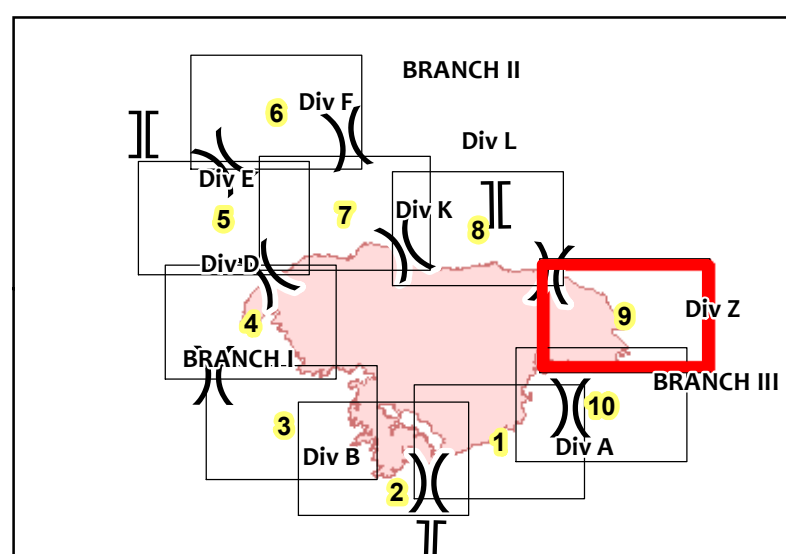 BRANCH II
Div F
6
Div L
Div E
5
7
Div K
8
Div D
9
Div Z
4
BRANCH I
BRANCH III
10
3
1
Div A
Div B
2